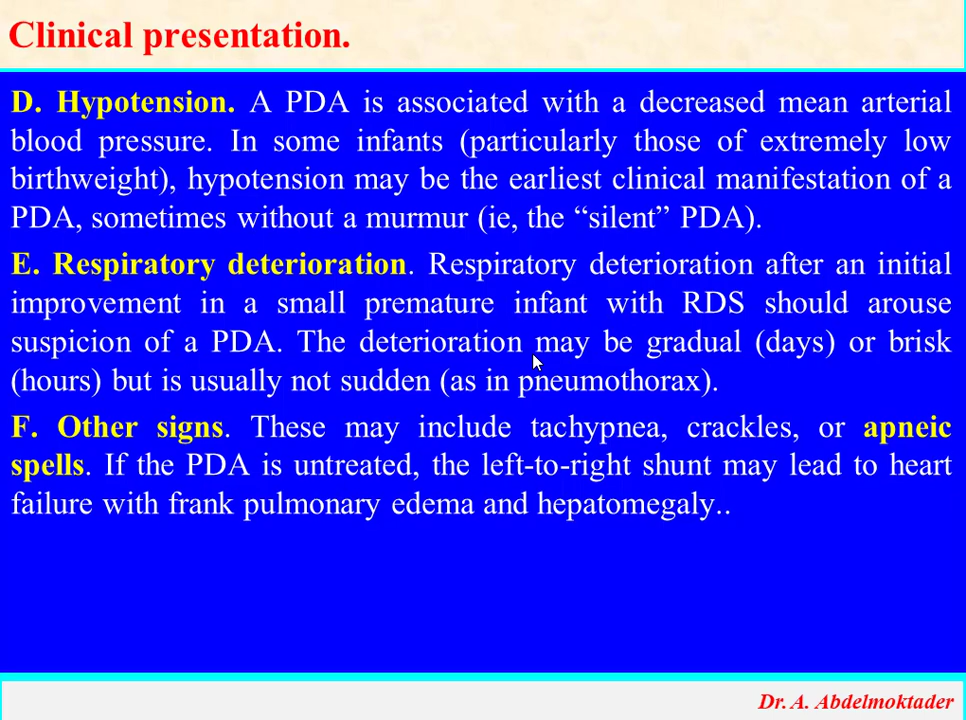 Clinical presentation.
D. Hypotension. A PDA is associated with a decreased mean arterial
blood pressure. In some infants (particularly those of extremely low
birthweight), hypotension may be the earliest clinical manifestation of a
PDA, sometimes without a murmur (ie, the “silent” PDA).
E. Respiratory deterioration. Respiratory deterioration after an initial
improvement in a small premature infant with RDS should arouse
suspicion of a PDA. The deterioration may be gradual (days) or brisk
(hours) but is usually not sudden (as in pneumothorax).
F. Other signs. These may include tachypnea, crackles, or apneic
spells. If the PDA is untreated, the left-to-right shunt may lead to heart
failure with frank pulmonary edema and hepatomegaly..
Dr. A. Abdelmoktader